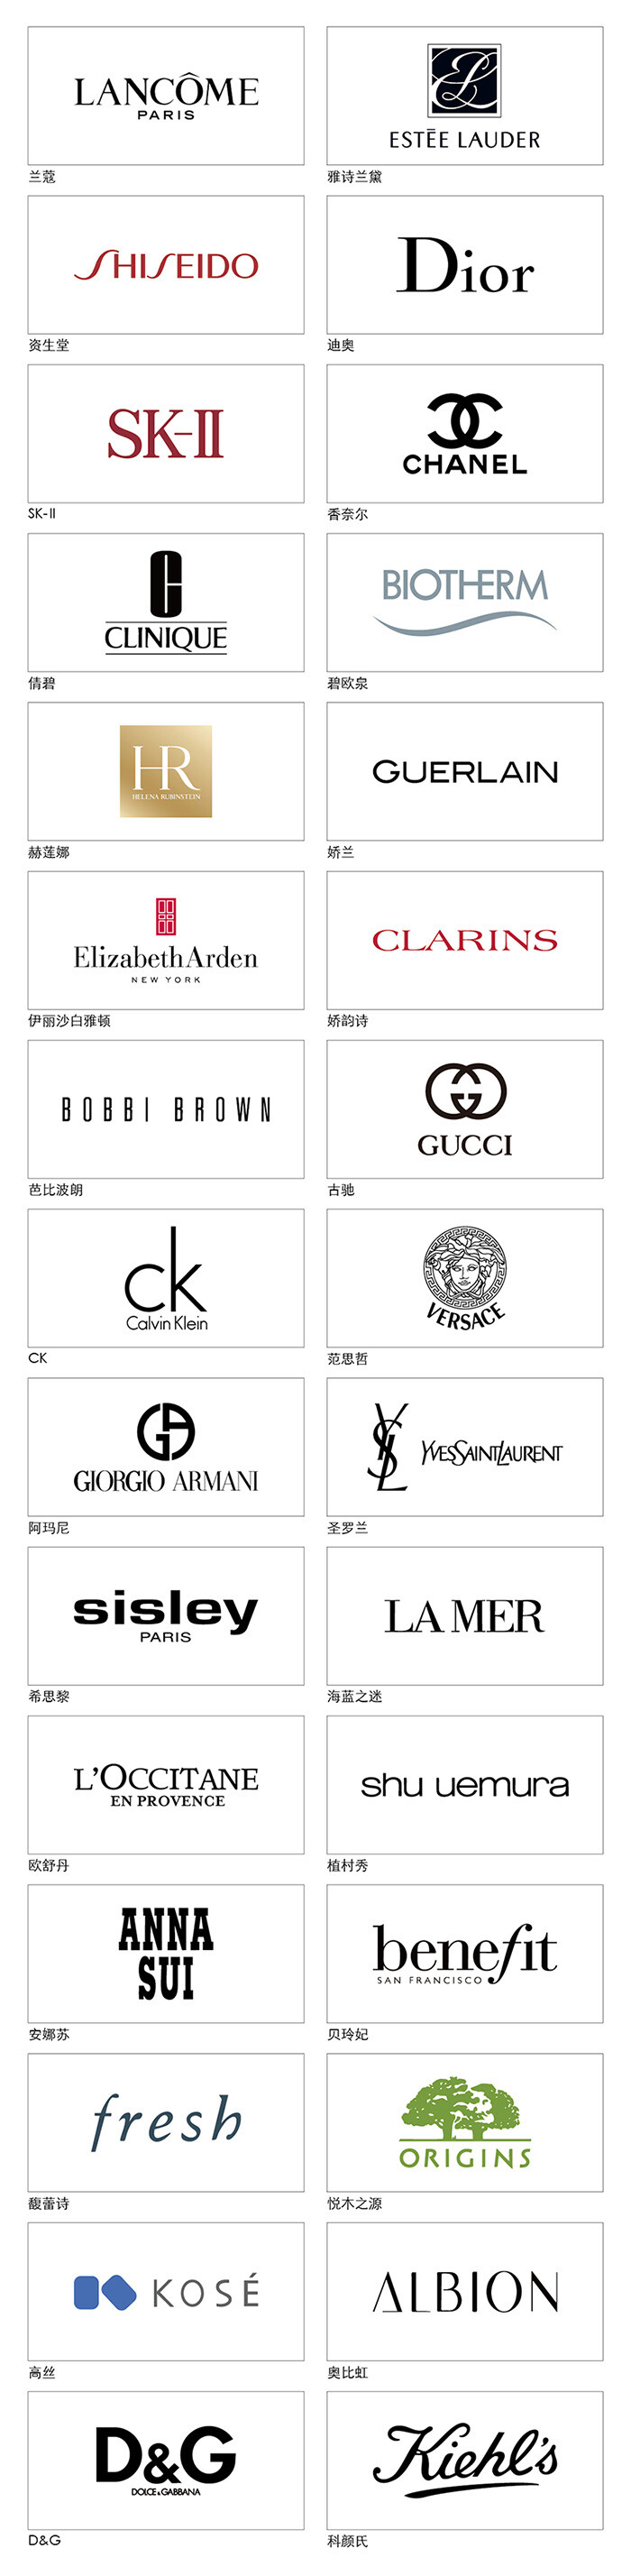 LANCÔME
PARIS
兰蔻
EL
ESTĒE LAUDER
雅诗兰黛
SHISEIDO
资生堂
Dior
迪奥
SK-II
SK-II
CHANEL
香奈尔
C
CLINIQUE
倩碧
BIOTHERM
碧欧泉
HR
HELENA RUBINSTEIN
赫莲娜
GUERLAIN
娇兰
Elizabeth Arden
NEW YORK
伊丽沙白雅顿
CLARINS
娇韵诗
BOBBI BROWN
芭比波朗
GUCCI
古驰
ck
Calvin Klein
CK
VERSACE
范思哲
GA
GIORGIO ARMANI
阿玛尼
YSL
YVESSAINTLAURENT
圣罗兰
sisley
PARIS
希思黎
LA MER
海蓝之迷
L'OCCITANE
EN PROVENCE
欧舒丹
shu uemura
植村秀
ANNA
SUI
安娜苏
benefit
SAN FRANCISCO
贝玲妃
fresh
馥蕾诗
ORIGINS
悦木之源
KOSÉ
高丝
ALBION
奥比虹
D&G
DOLCE & GABBANA
D&G
Kiehl's
科颜氏